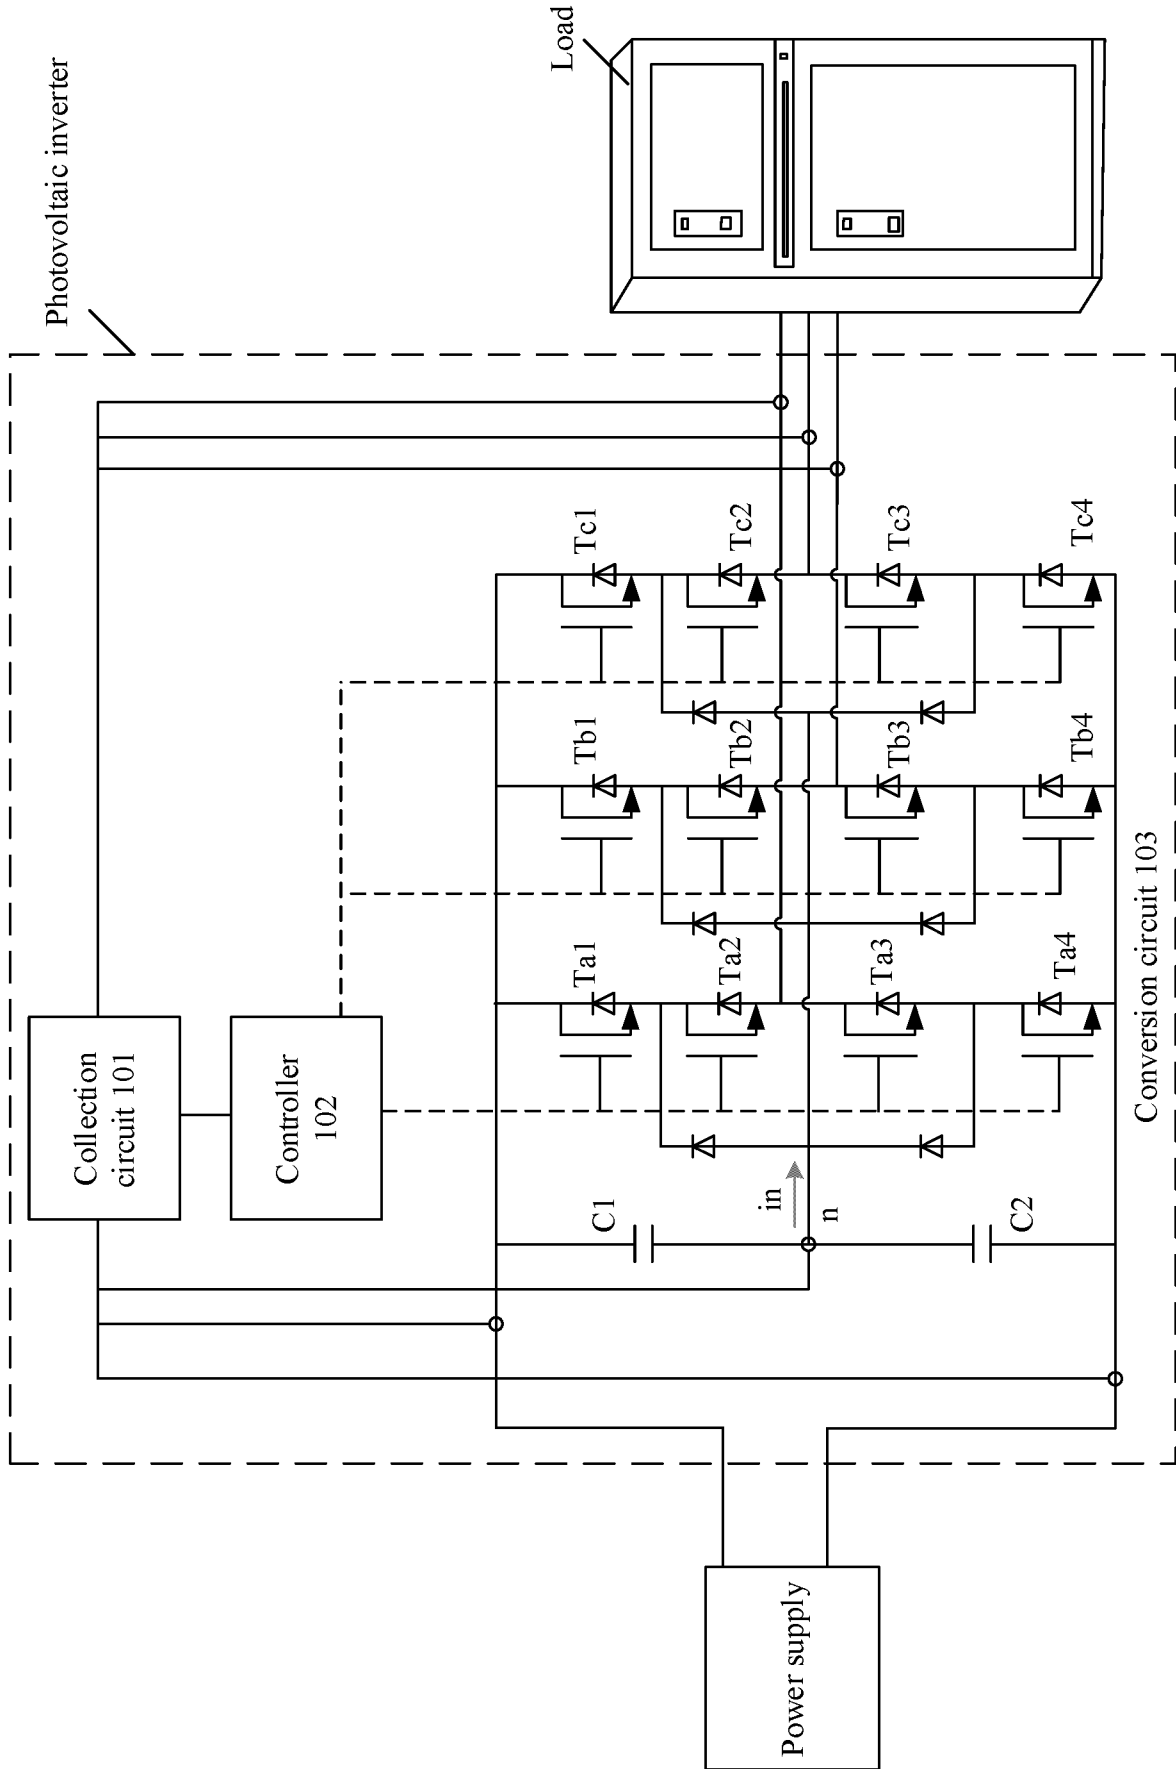 Photovoltaic inverter
Load
Collection
circuit 101
Controller
102
Ta1
Tb1
Tc1
Ta2
Tb2
Tc2
Ta3
Tb3
Tc3
Ta4
Tb4
Tc4
C1
in
n
C2
Power supply
Conversion circuit 103